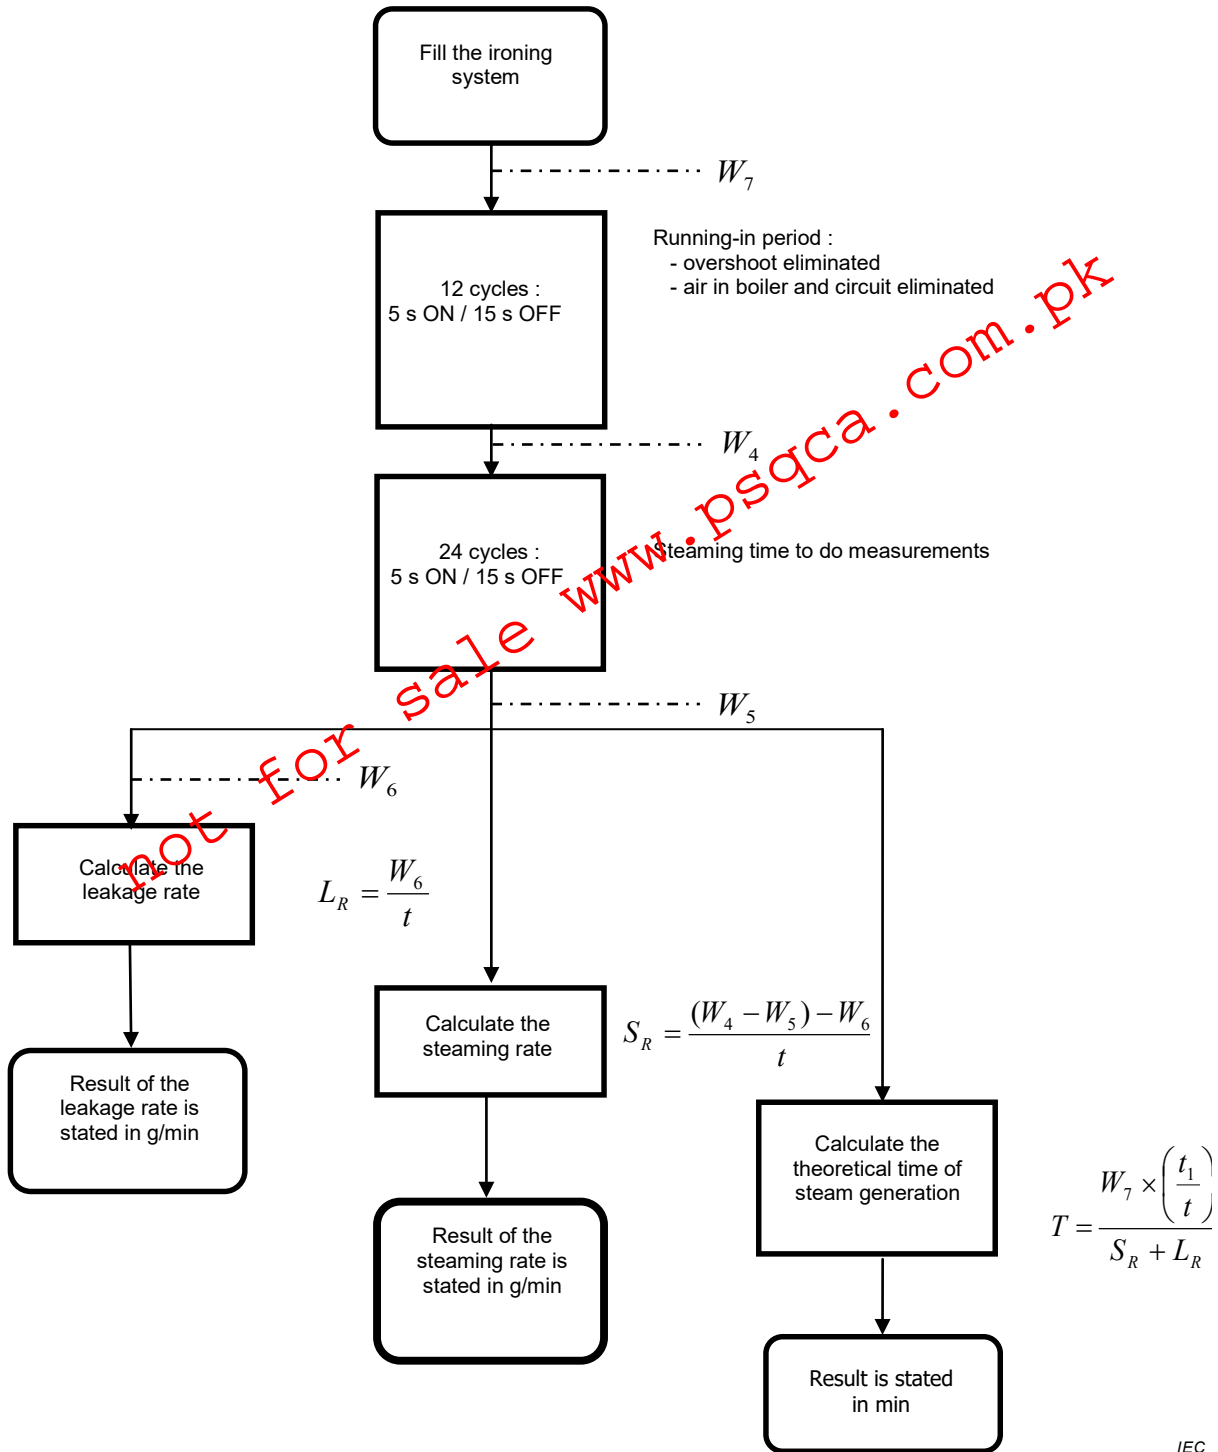 Fill the ironing
system
W₇
Running-in period :
- overshoot eliminated
- air in boiler and circuit eliminated
12 cycles :
5 s ON / 15 s OFF
W₄
24 cycles :
5 s ON / 15 s OFF
Steaming time to do measurements
W₅
W₆
Calculate the
leakage rate
L_R = W₆ / t
Calculate the
steaming rate
S_R = ((W₄ − W₅) − W₆) / t
Result of the
leakage rate is
stated in g/min
Calculate the
theoretical time of
steam generation
T = (W₇ × (t₁ / t)) / (S_R + L_R)
Result of the
steaming rate is
stated in g/min
Result is stated
in min
IEC
not for sale www.psqca.com.pk